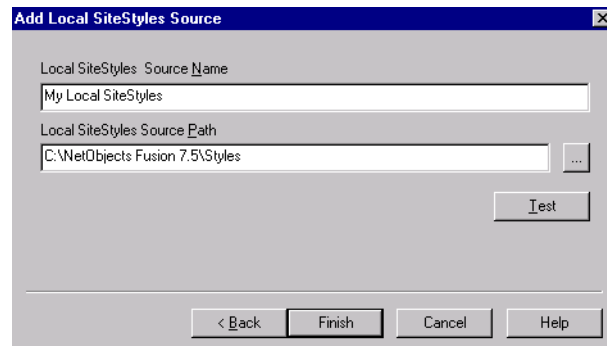 Add Local SiteStyles Source
Local SiteStyles Source Name
My Local SiteStyles
Local SiteStyles Source Path
C:\NetObjects Fusion 7.5\Styles
...
Test
< Back Finish Cancel Help